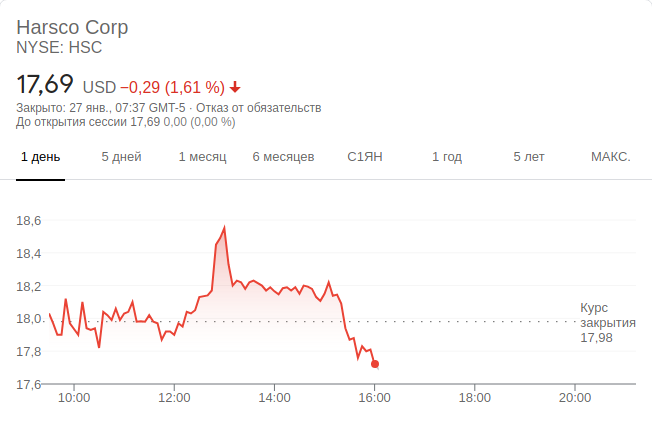 Harsco Corp
NYSE: HSC
17,69 USD −0,29 (1,61 %)
Закрыто: 27 янв., 07:37 GMT-5 · Отказ от обязательств
До открытия сессии 17,69 0,00 (0,00 %)
1 день 5 дней 1 месяц 6 месяцев С1ЯН 1 год 5 лет МАКС.
18,6
18,4
18,2
18,0
17,8
17,6
Курс
закрытия
17,98
10:00 12:00 14:00 16:00 18:00 20:00